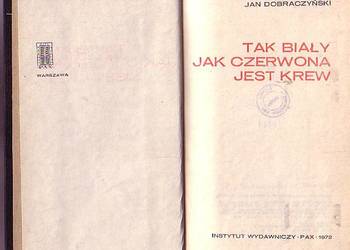 WARSZAWA
JAN DOBRACZYŃSKI
TAK BIAŁY
JAK CZERWONA
JEST KREW
INSTYTUT WYDAWNICZY · PAX · 1972